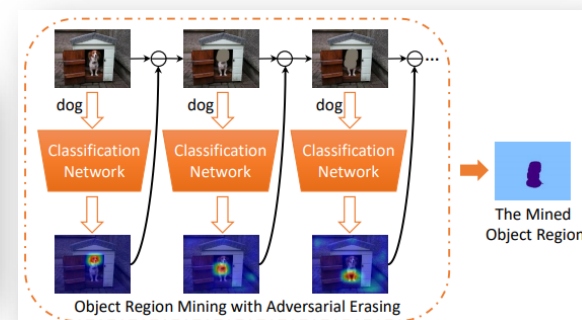 dog
dog
dog
Classification
Network
Classification
Network
Classification
Network
The Mined
Object Region
Object Region Mining with Adversarial Erasing